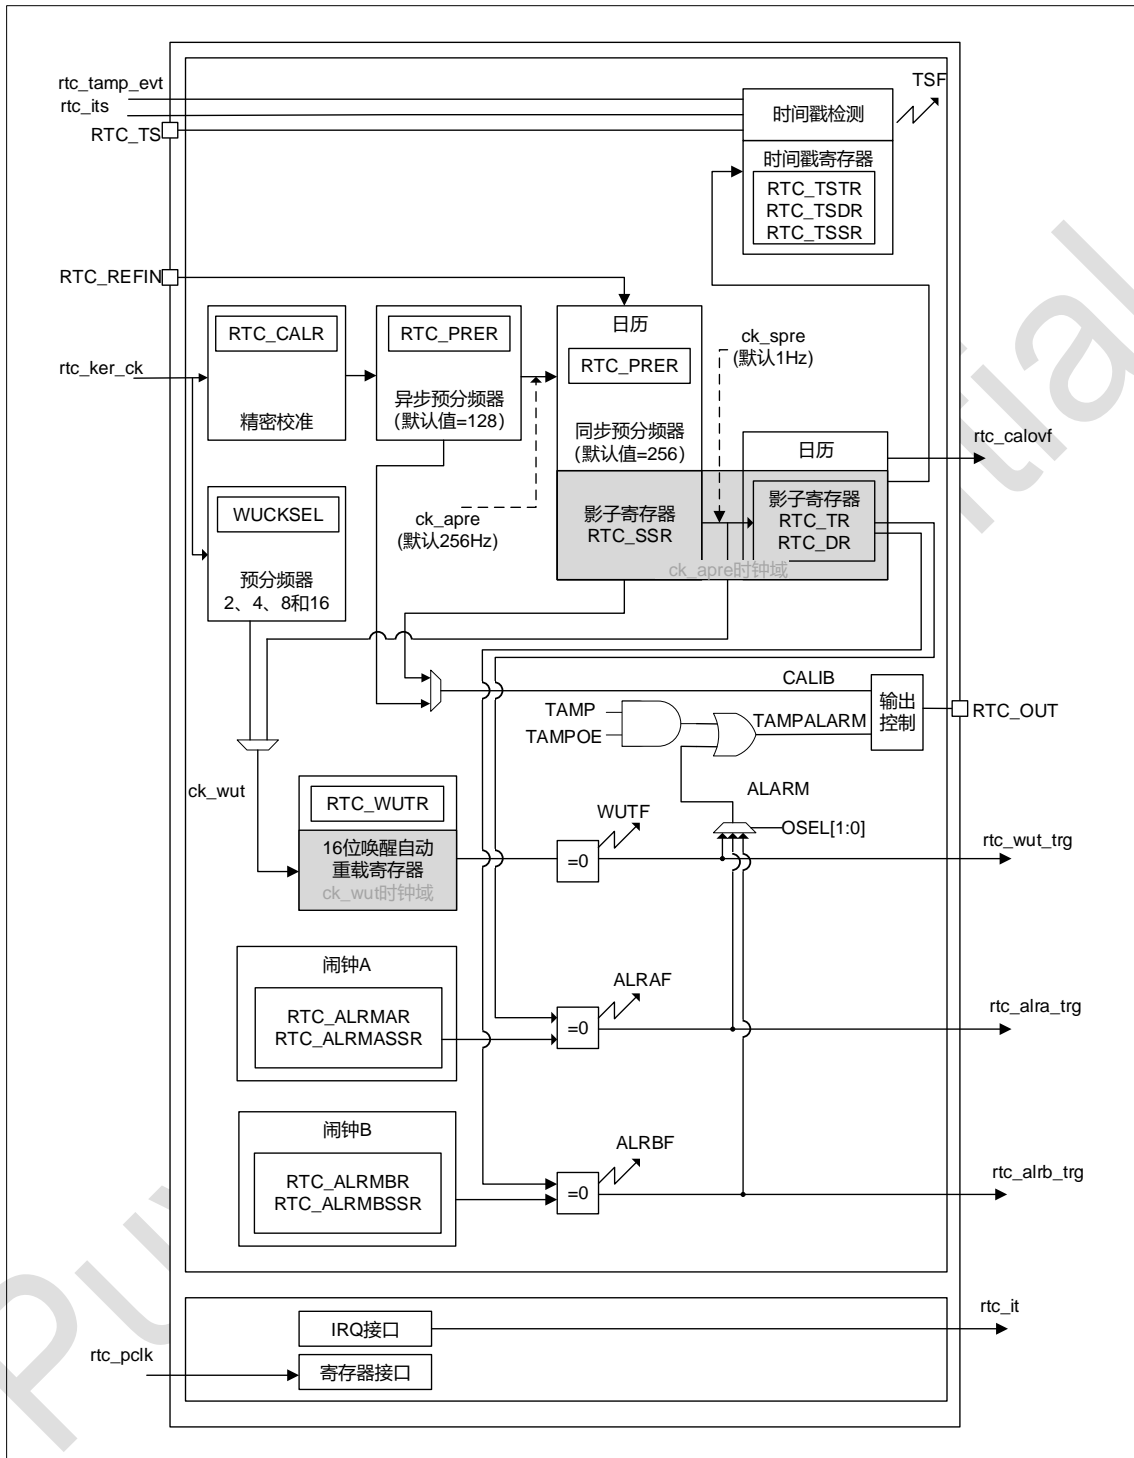 rtc_tamp_evt
rtc_its
RTC_TS
时间戳检测
TSF
时间戳寄存器
RTC_TSTR
RTC_TSDR
RTC_TSSR
RTC_REFIN
RTC_CALR
精密校准
RTC_PRER
异步预分频器
(默认值=128)
日历
RTC_PRER
同步预分频器
(默认值=256)
ck_spre
(默认1Hz)
rtc_ker_ck
日历
rtc_calovf
WUCKSEL
预分频器
2、4、8和16
ck_apre
(默认256Hz)
影子寄存器
RTC_SSR
影子寄存器
RTC_TR
RTC_DR
ck_apre时钟域
CALIB
TAMP
TAMPOE
TAMPALARM
输出
控制
RTC_OUT
ck_wut
ALARM
OSEL[1:0]
RTC_WUTR
16位唤醒自动
重载寄存器
ck_wut时钟域
=0
WUTF
rtc_wut_trg
闹钟A
RTC_ALRMAR
RTC_ALRMASSR
=0
ALRAF
rtc_alra_trg
闹钟B
RTC_ALRMBR
RTC_ALRMBSSR
=0
ALRBF
rtc_alrb_trg
IRQ接口
rtc_it
rtc_pclk
寄存器接口